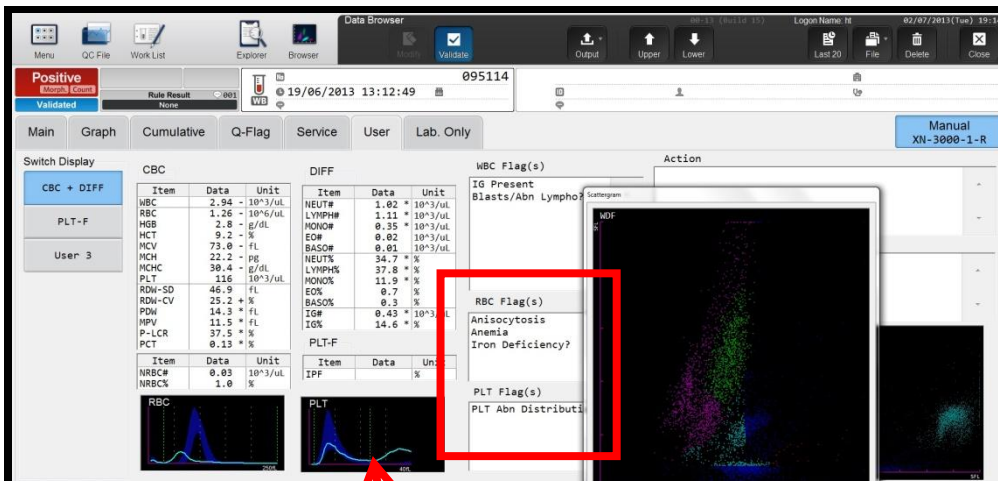 Data Browser
00-13 (Build 15)
Logon Name: ht
02/07/2013(Tue) 19:1
Menu
QC File
Work List
Explorer
Browser
Modify
Validate
Output
Upper
Lower
Last 20
File
Delete
Close
Positive
Morph. Count
Validated
Rule Result
001
None
WB
095114
19/06/2013 13:12:49
Main
Graph
Cumulative
Q-Flag
Service
User
Lab. Only
Manual
XN-3000-1-R
Switch Display
CBC + DIFF
PLT-F
User 3
CBC
Item Data Unit
WBC 2.94 - 10^3/uL
RBC 1.26 - 10^6/uL
HGB 2.8 - g/dL
HCT 9.2 - %
MCV 73.0 - fL
MCH 22.2 - pg
MCHC 30.4 - g/dL
PLT 116 10^3/uL
RDW-SD 46.9 fL
RDW-CV 25.2 + %
PDW 14.3 * fL
MPV 11.5 * fL
P-LCR 37.5 * %
PCT 0.13 * %
Item Data Unit
NRBC# 0.03 10^3/uL
NRBC% 1.0 %
RBC
250fL
DIFF
Item Data Unit
NEUT# 1.02 * 10^3/uL
LYMPH# 1.11 * 10^3/uL
MONO# 0.35 * 10^3/uL
EO# 0.02 10^3/uL
BASO# 0.01 10^3/uL
NEUT% 34.7 * %
LYMPH% 37.8 * %
MONO% 11.9 * %
EO% 0.7 %
BASO% 0.3 %
IG# 0.43 * 10^3/uL
IG% 14.6 * %
PLT-F
Item Data Unit
IPF %
PLT
40fL
WBC Flag(s)
IG Present
Blasts/Abn Lympho?
RBC Flag(s)
Anisocytosis
Anemia
Iron Deficiency?
PLT Flag(s)
PLT Abn Distributi
Action
Scattergram
WDF
SFL